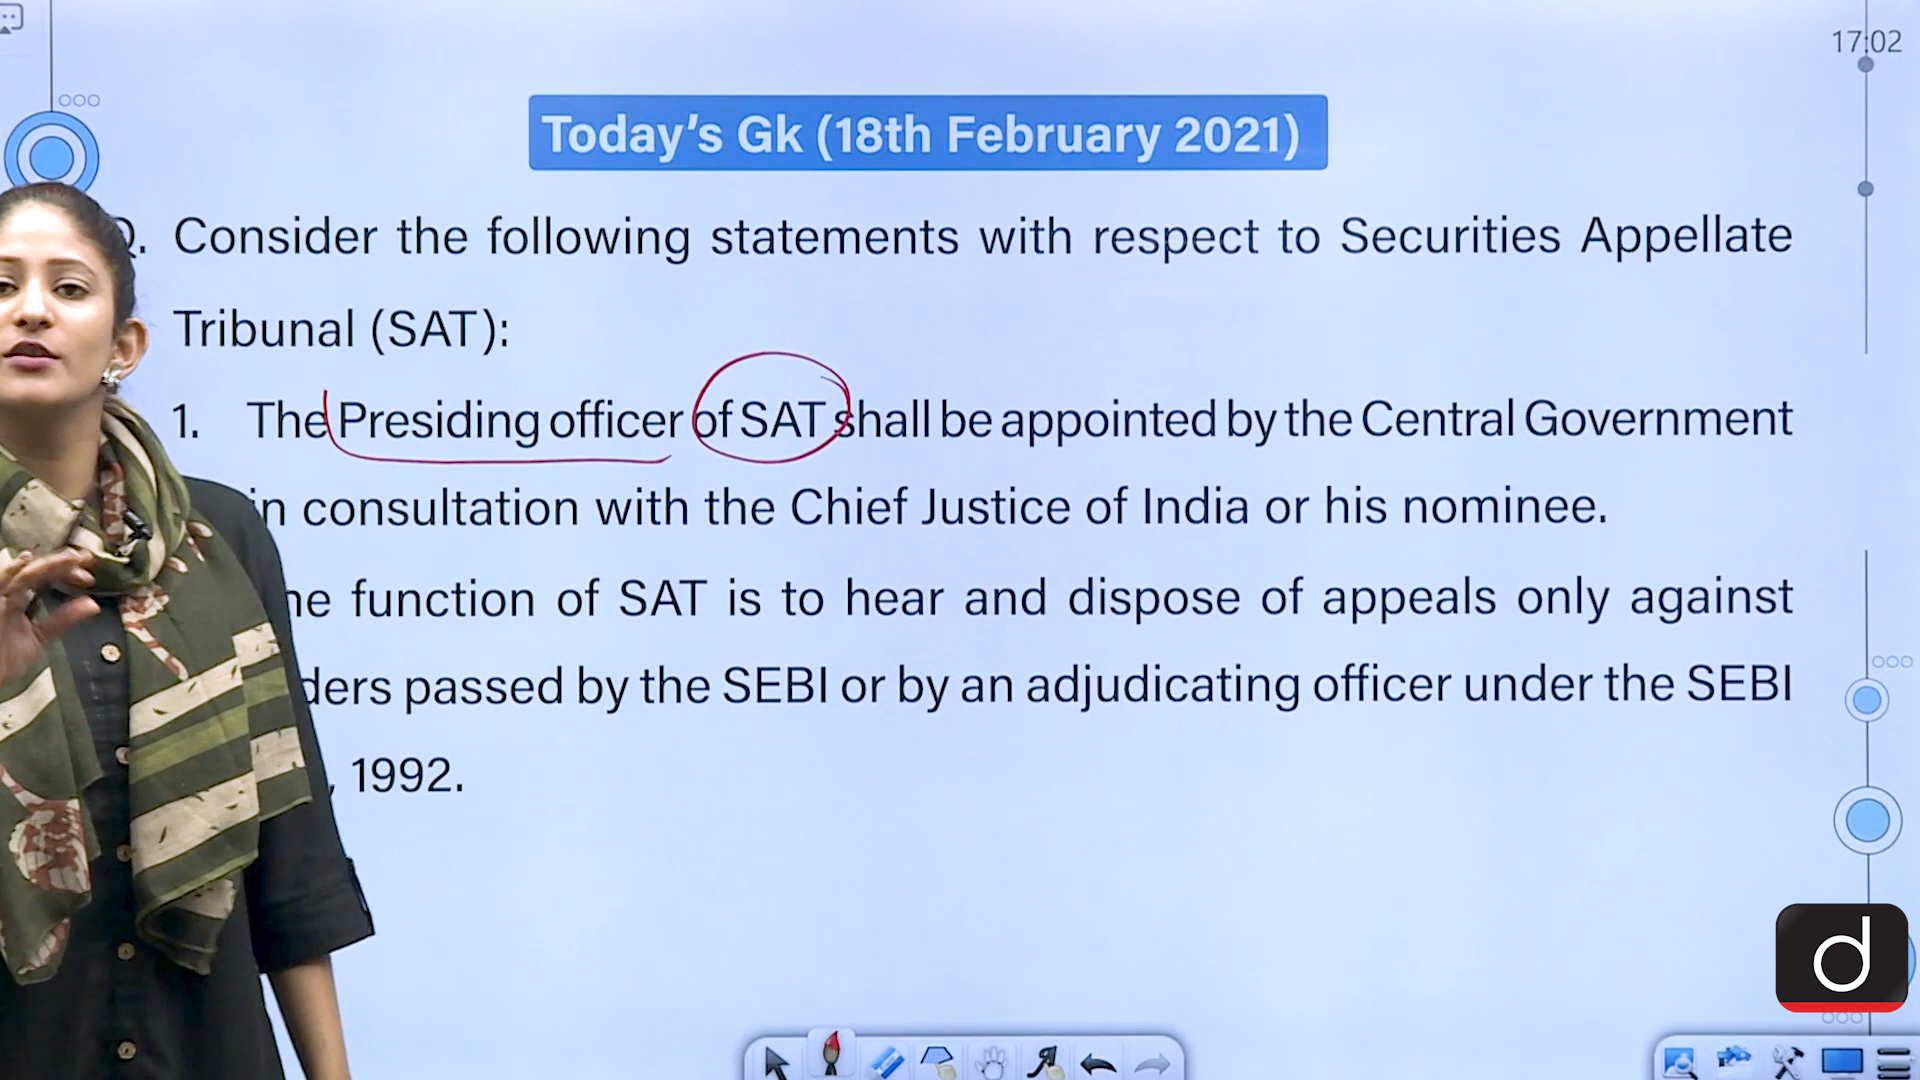 17:02
Today's Gk (18th February 2021)
Q. Consider the following statements with respect to Securities Appellate
Tribunal (SAT):
1. The Presiding officer of SAT shall be appointed by the Central Government
in consultation with the Chief Justice of India or his nominee.
function of SAT is to hear and dispose of appeals only against
passed by the SEBI or by an adjudicating officer under the SEBI
, 1992.
d